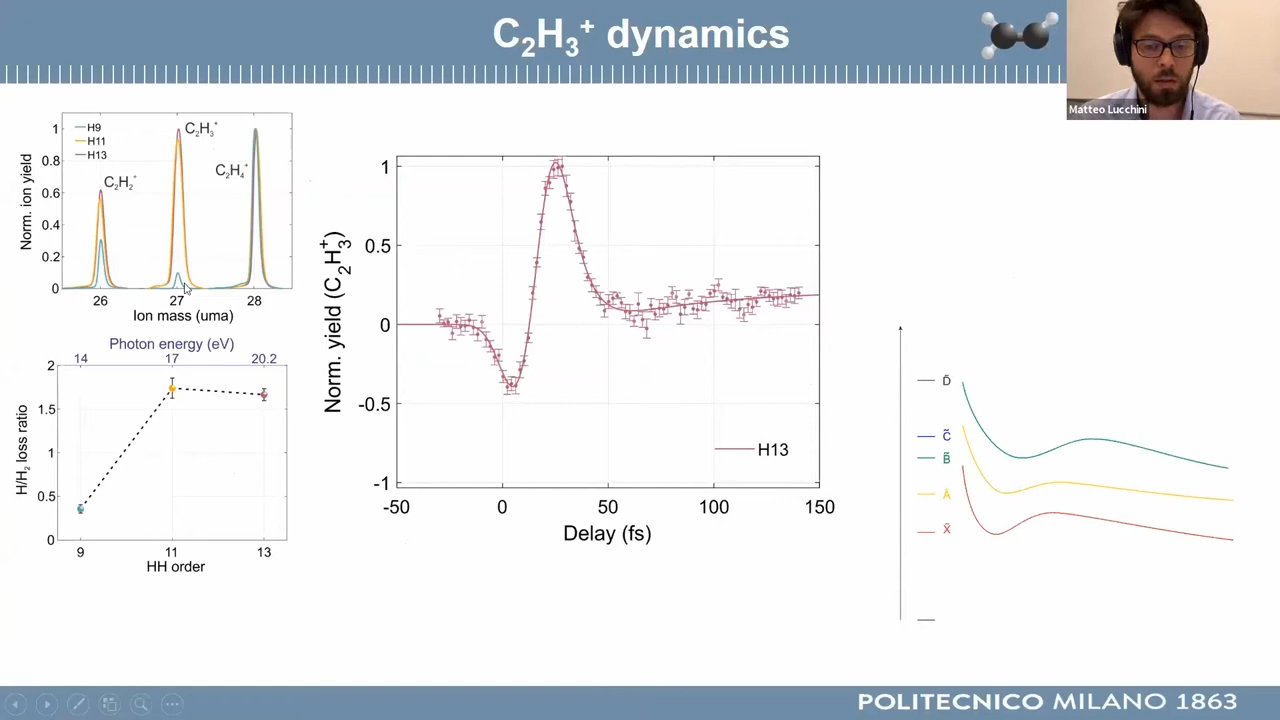 C₂H₃⁺ dynamics
Matteo Lucchini
Norm. ion yield
1
0.8
0.6
0.4
0.2
0
H9
H11
H13
C₂H₂⁺
C₂H₃⁺
C₂H₄⁺
26
27
28
Ion mass (uma)
Photon energy (eV)
14
17
20.2
H/H₂ loss ratio
2
1.5
1
0.5
0
9
11
13
HH order
Norm. yield (C₂H₃⁺)
1
0.5
0
-0.5
-1
H13
-50
0
50
100
150
Delay (fs)
D̃
C̃
B̃
Ã
X̃
POLITECNICO MILANO 1863